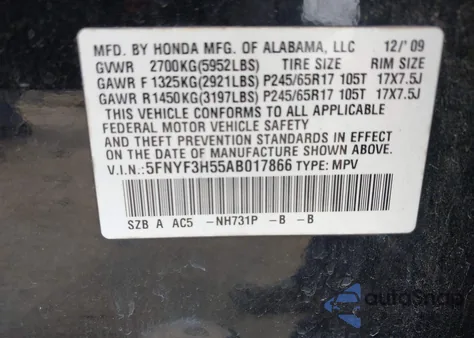 MFD. BY HONDA MFG. OF ALABAMA, LLC 12/'09
GVWR 2700KG(5952LBS) TIRE SIZE RIM SIZE
GAWR F 1325KG(2921LBS) P245/65R17 105T 17X7.5J
GAWR R 1450KG(3197LBS) P245/65R17 105T 17X7.5J
THIS VEHICLE CONFORMS TO ALL APPLICABLE
FEDERAL MOTOR VEHICLE SAFETY
AND THEFT PREVENTION STANDARDS IN EFFECT
ON THE DATE OF MANUFACTURE SHOWN ABOVE.
V.I.N.: 5FNYF3H55AB017866 TYPE: MPV
SZB A AC5 -NH731P -B -B
autoSnap